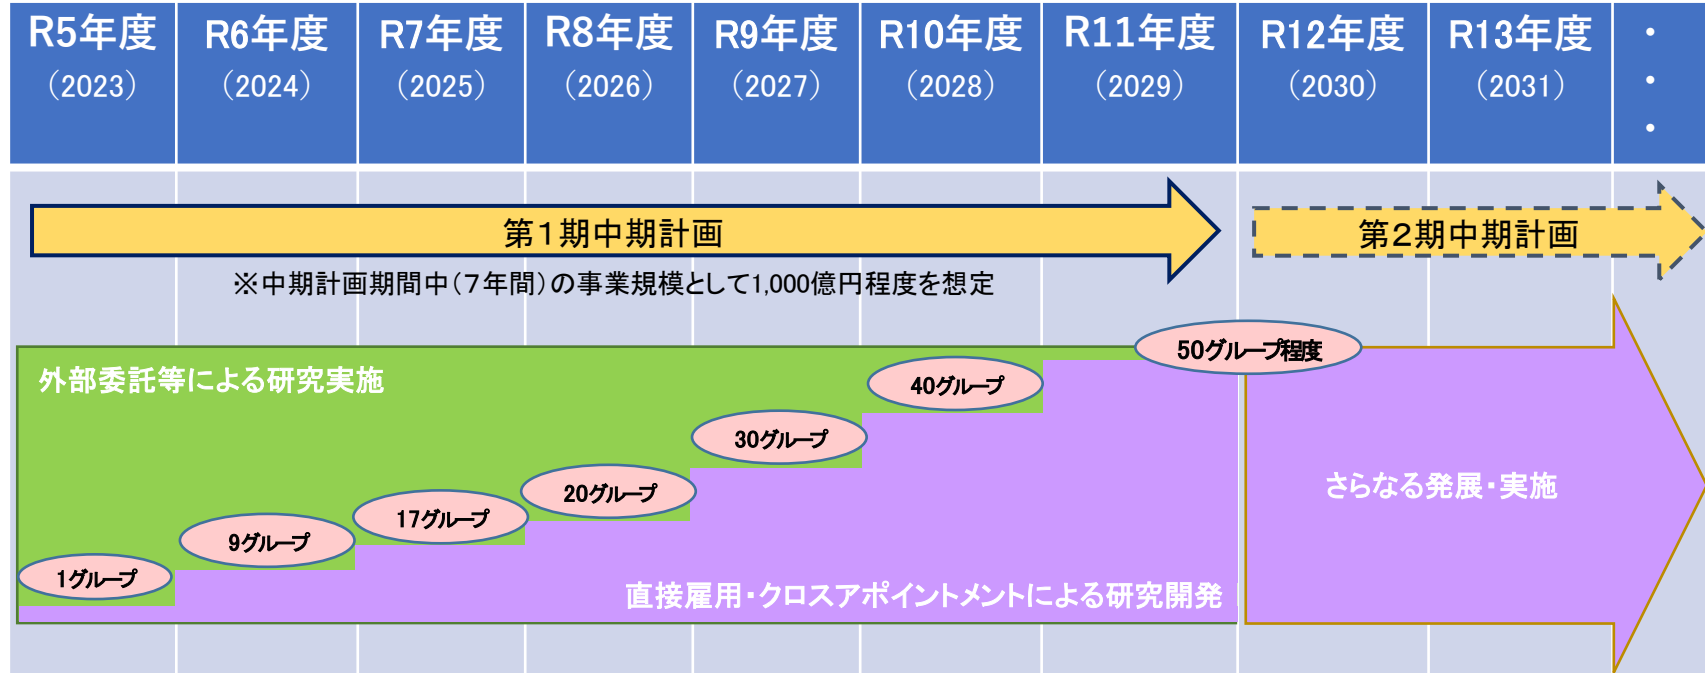 R5年度
（2023）
R6年度
（2024）
R7年度
（2025）
R8年度
（2026）
R9年度
（2027）
R10年度
（2028）
R11年度
（2029）
R12年度
（2030）
R13年度
（2031）
・
・
・
第１期中期計画
第２期中期計画
※中期計画期間中（７年間）の事業規模として1,000億円程度を想定
外部委託等による研究実施
1グループ
9グループ
17グループ
20グループ
30グループ
40グループ
50グループ程度
さらなる発展・実施
直接雇用・クロスアポイントメントによる研究開発